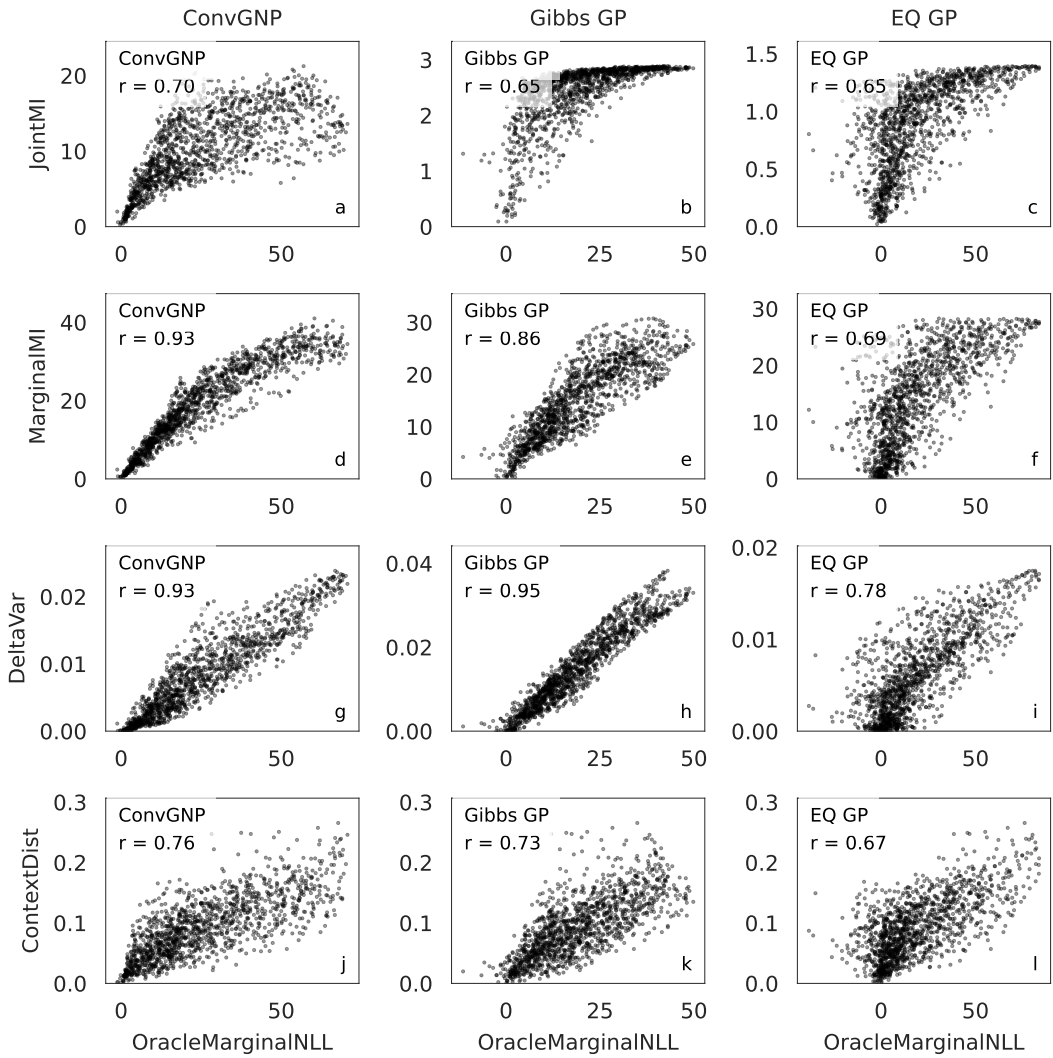 ConvGNP Gibbs GP EQ GP
JointMI
20
10
0
ConvGNP
r = 0.70
a
0 50
3
2
1
0
Gibbs GP
r = 0.65
b
0 25 50
1.5
1.0
0.5
0.0
EQ GP
r = 0.65
c
0 50
MarginalMI
40
20
0
ConvGNP
r = 0.93
d
0 50
30
20
10
0
Gibbs GP
r = 0.86
e
0 25 50
30
20
10
0
EQ GP
r = 0.69
f
0 50
DeltaVar
0.02
0.01
0.00
ConvGNP
r = 0.93
g
0 50
0.04
0.02
0.00
Gibbs GP
r = 0.95
h
0 25 50
0.02
0.01
0.00
EQ GP
r = 0.78
i
0 50
ContextDist
0.3
0.2
0.1
0.0
ConvGNP
r = 0.76
j
0 50
OracleMarginalNLL
0.3
0.2
0.1
0.0
Gibbs GP
r = 0.73
k
0 25 50
OracleMarginalNLL
0.3
0.2
0.1
0.0
EQ GP
r = 0.67
l
0 50
OracleMarginalNLL